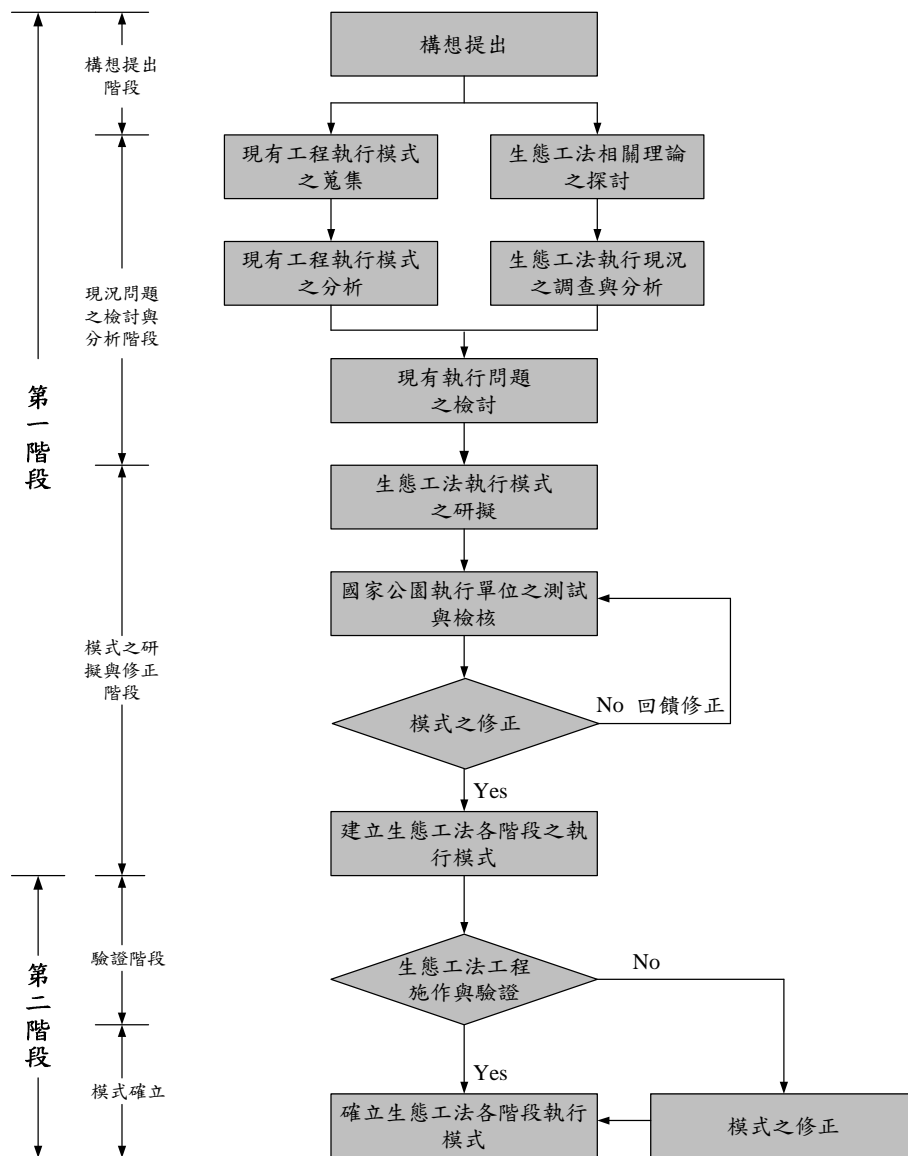 構想提出
構想提出
階段
現有工程執行模式
之蒐集
生態工法相關理論
之探討
現有工程執行模式
之分析
生態工法執行現況
之調查與分析
現況問題
之檢討與
分析階段
現有執行問題
之檢討
第一階段
生態工法執行模式
之研擬
國家公園執行單位之測試
與檢核
模式之研
擬與修正
階段
模式之修正
No 回饋修正
Yes
建立生態工法各階段之執
行模式
驗證階段
第二階段
生態工法工程
施作與驗證
No
Yes
模式確立
確立生態工法各階段執行
模式
模式之修正